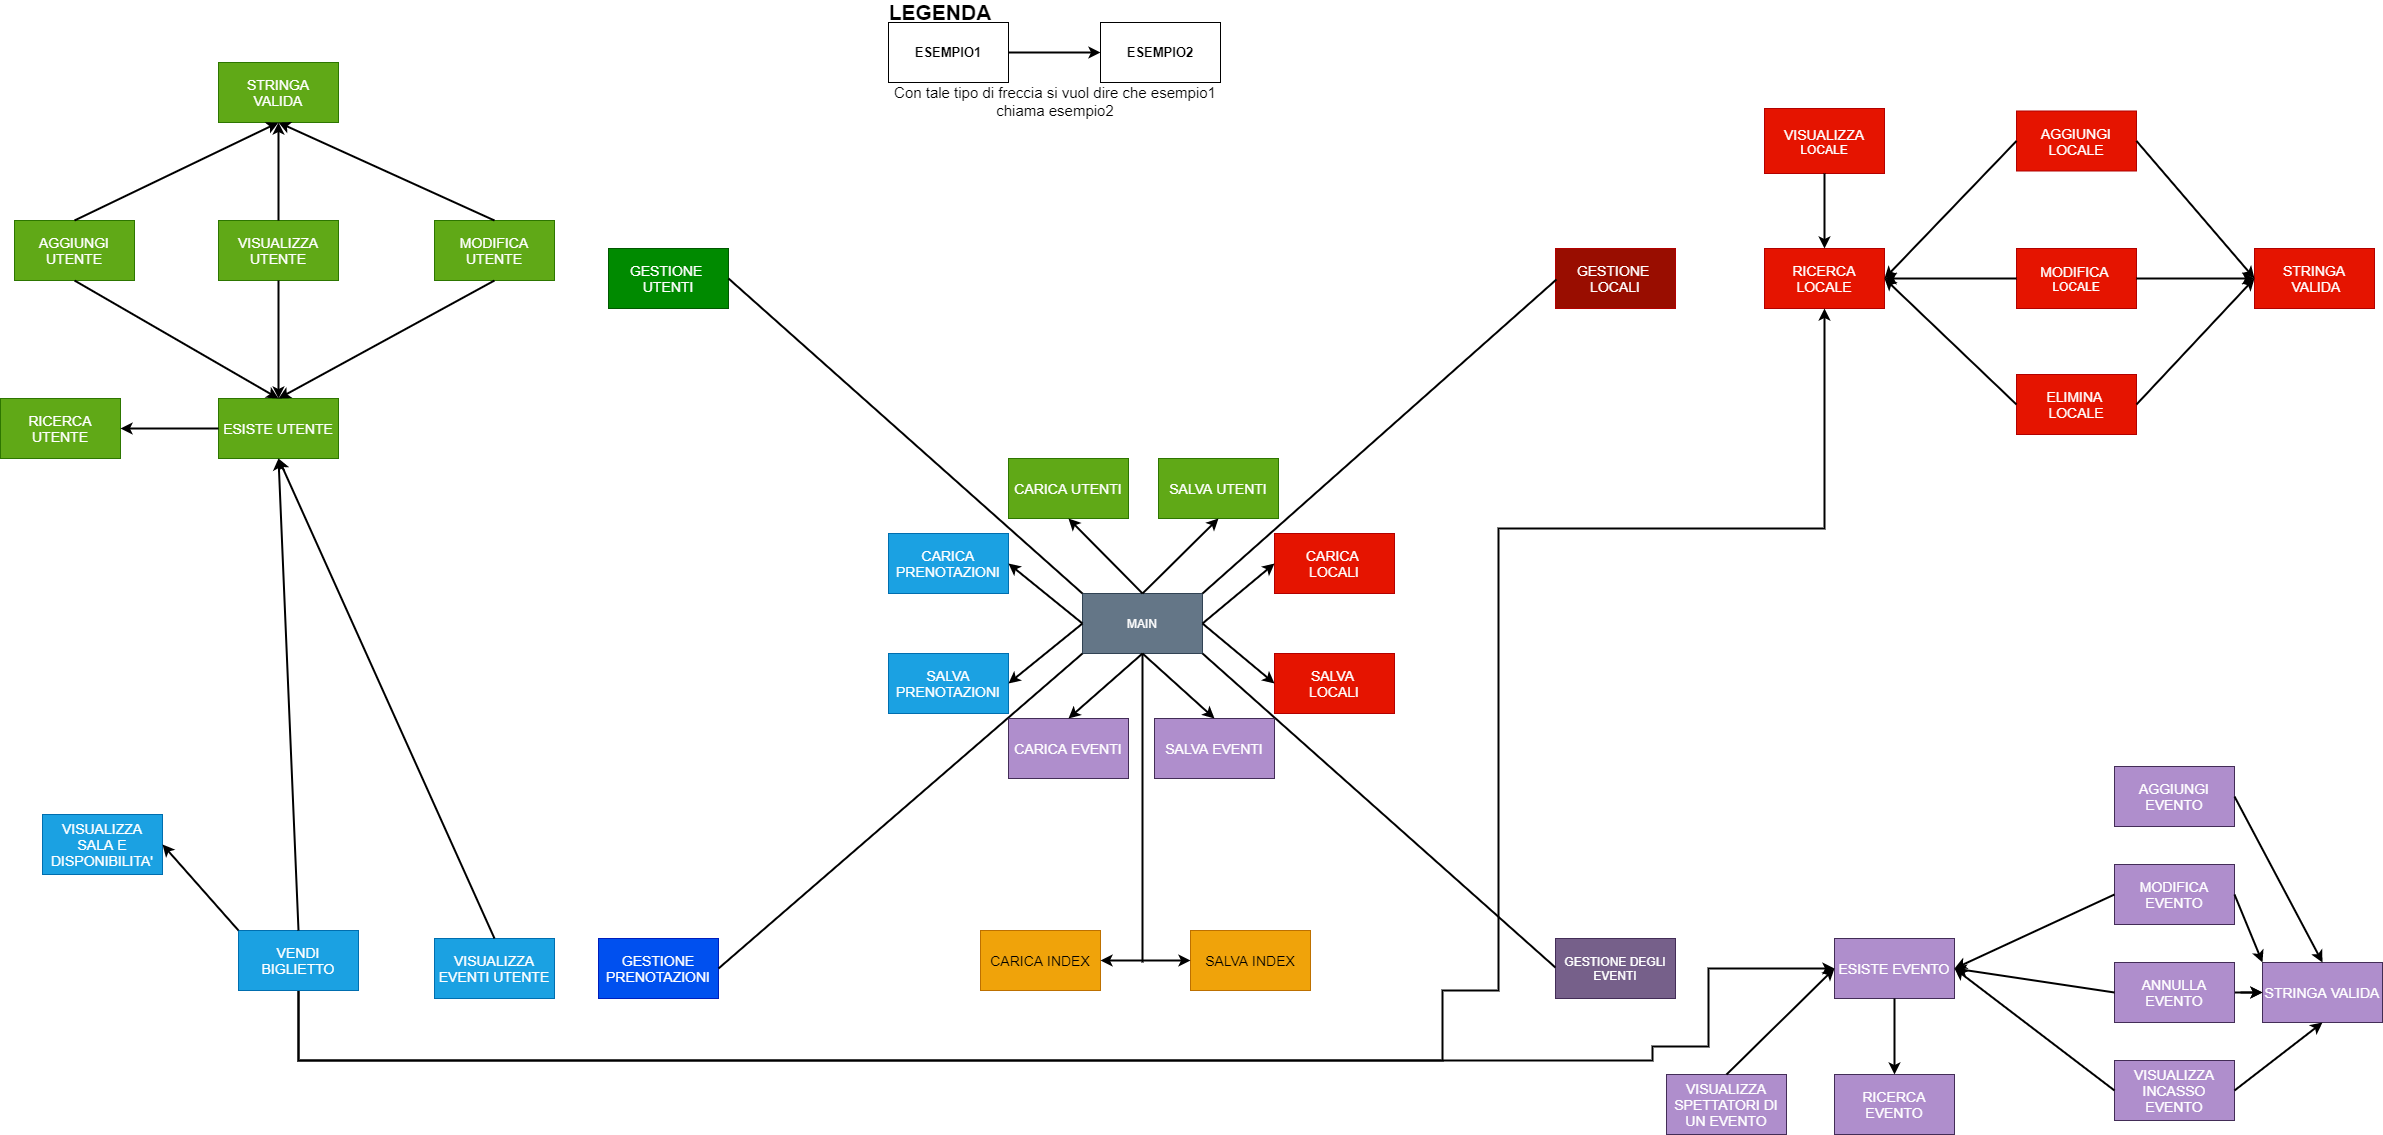 LEGENDA
ESEMPIO1
ESEMPIO2
Con tale tipo di freccia si vuol dire che esempio1
chiama esempio2
STRINGA
VALIDA
AGGIUNGI
UTENTE
VISUALIZZA
UTENTE
MODIFICA
UTENTE
RICERCA
UTENTE
ESISTE UTENTE
GESTIONE
UTENTI
GESTIONE
LOCALI
VISUALIZZA
LOCALE
AGGIUNGI
LOCALE
RICERCA
LOCALE
MODIFICA
LOCALE
STRINGA
VALIDA
ELIMINA
LOCALE
CARICA UTENTI
SALVA UTENTI
CARICA
PRENOTAZIONI
CARICA
LOCALI
MAIN
SALVA
PRENOTAZIONI
SALVA
LOCALI
CARICA EVENTI
SALVA EVENTI
VISUALIZZA
SALA E
DISPONIBILITA'
VENDI
BIGLIETTO
VISUALIZZA
EVENTI UTENTE
GESTIONE
PRENOTAZIONI
CARICA INDEX
SALVA INDEX
GESTIONE DEGLI
EVENTI
AGGIUNGI
EVENTO
MODIFICA
EVENTO
ESISTE EVENTO
ANNULLA
EVENTO
STRINGA VALIDA
VISUALIZZA
SPETTATORI DI
UN EVENTO
RICERCA
EVENTO
VISUALIZZA
INCASSO
EVENTO